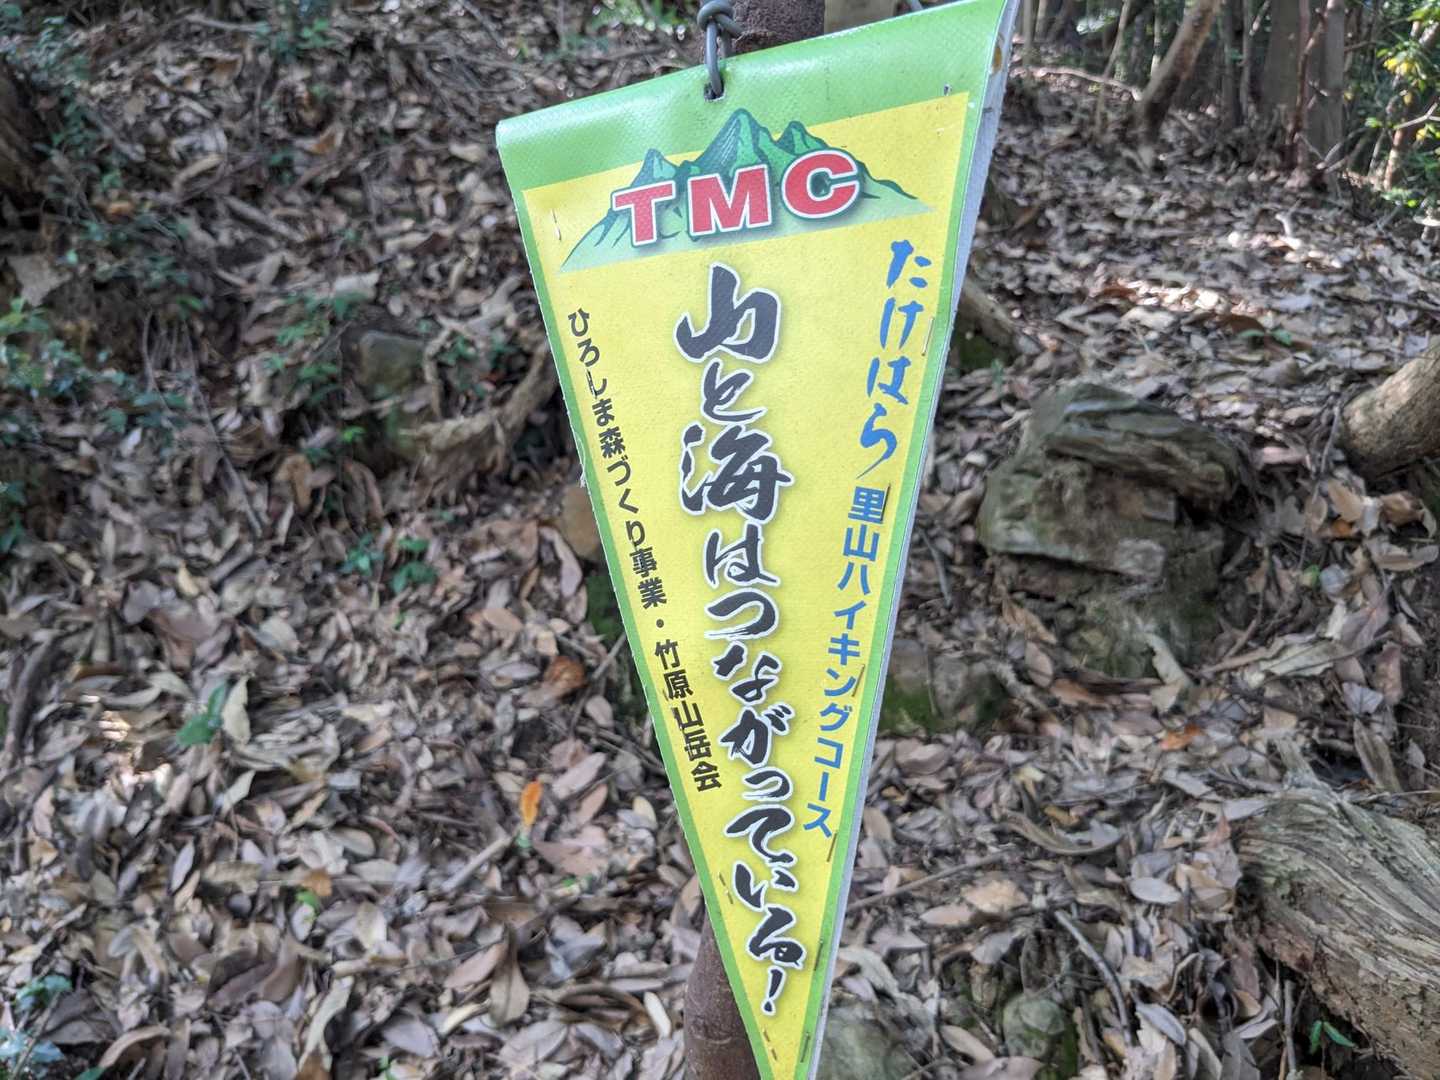 TMC
たけはら里山ハイキングコース
山と海はつながっている!
ひろしま森づくり事業・竹原山岳会